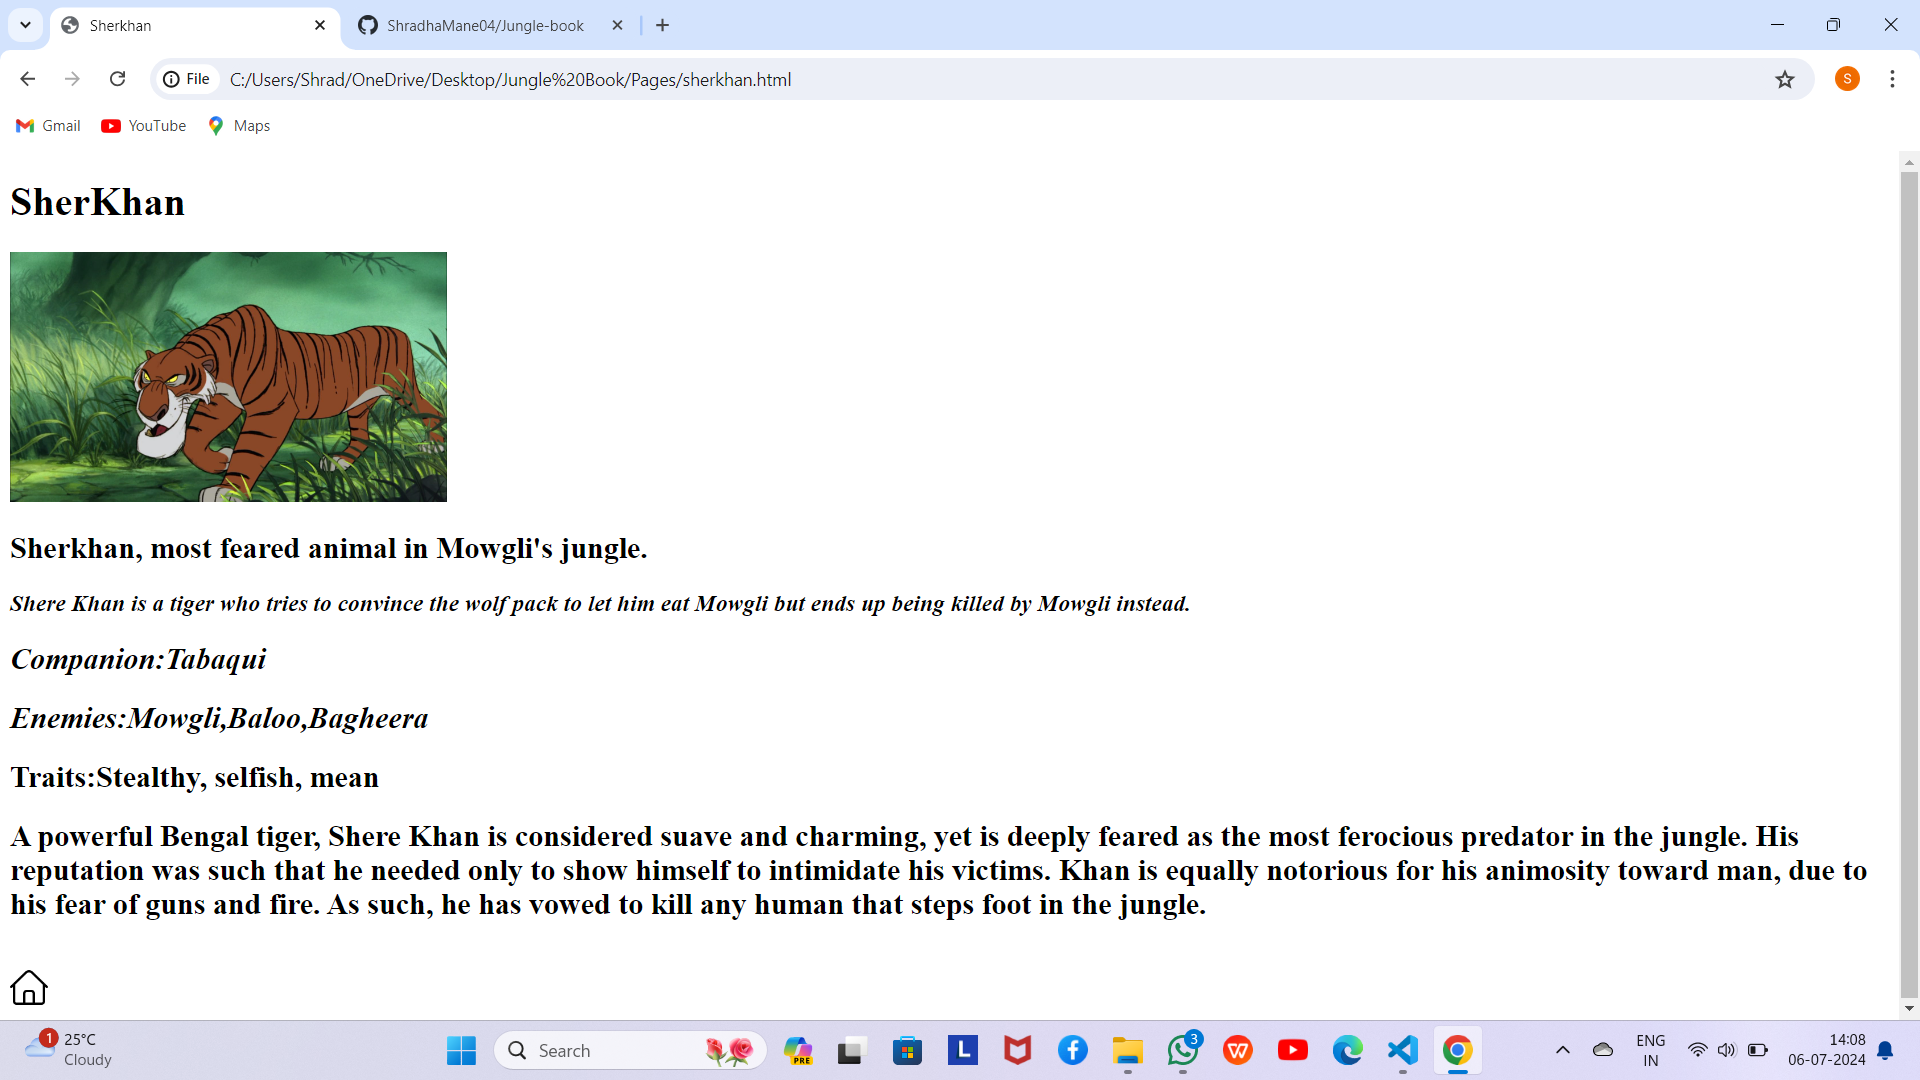 Sherkhan
ShradhaMane04/Jungle-book
File C:/Users/Shrad/OneDrive/Desktop/Jungle%20Book/Pages/sherkhan.html
S
Gmail YouTube Maps
SherKhan
Sherkhan, most feared animal in Mowgli's jungle.
Shere Khan is a tiger who tries to convince the wolf pack to let him eat Mowgli but ends up being killed by Mowgli instead.
Companion:Tabaqui
Enemies:Mowgli,Baloo,Bagheera
Traits:Stealthy, selfish, mean
A powerful Bengal tiger, Shere Khan is considered suave and charming, yet is deeply feared as the most ferocious predator in the jungle. His
reputation was such that he needed only to show himself to intimidate his victims. Khan is equally notorious for his animosity toward man, due to
his fear of guns and fire. As such, he has vowed to kill any human that steps foot in the jungle.
1
25°C
Cloudy
Search
PRE
L
3
W
ENG
IN
14:08
06-07-2024